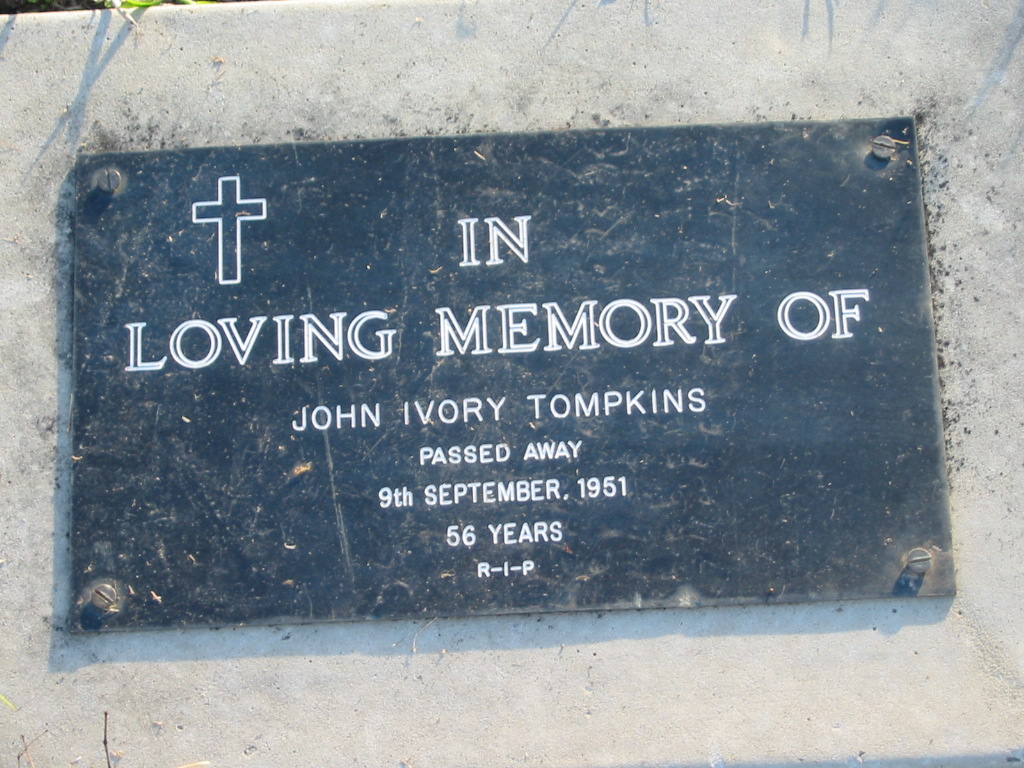 IN
LOVING MEMORY OF
JOHN IVORY TOMPKINS
PASSED AWAY
9th SEPTEMBER, 1951
56 YEARS
R-I-P